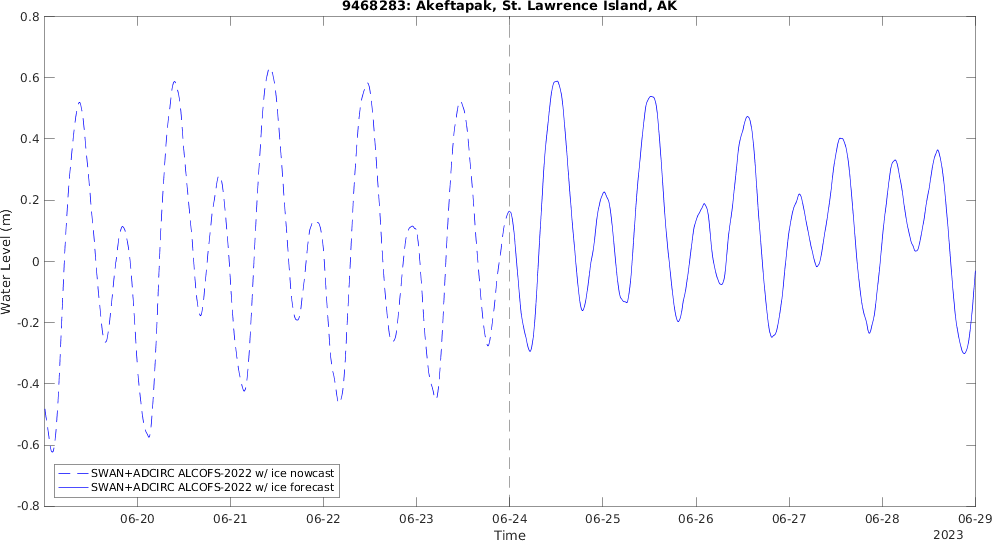 9468283: Akeftapak, St. Lawrence Island, AK
Water Level (m)
0.8
0.6
0.4
0.2
0
-0.2
-0.4
-0.6
-0.8
SWAN+ADCIRC ALCOFS-2022 w/ ice nowcast
SWAN+ADCIRC ALCOFS-2022 w/ ice forecast
06-20 06-21 06-22 06-23 06-24 06-25 06-26 06-27 06-28 06-29
Time
2023